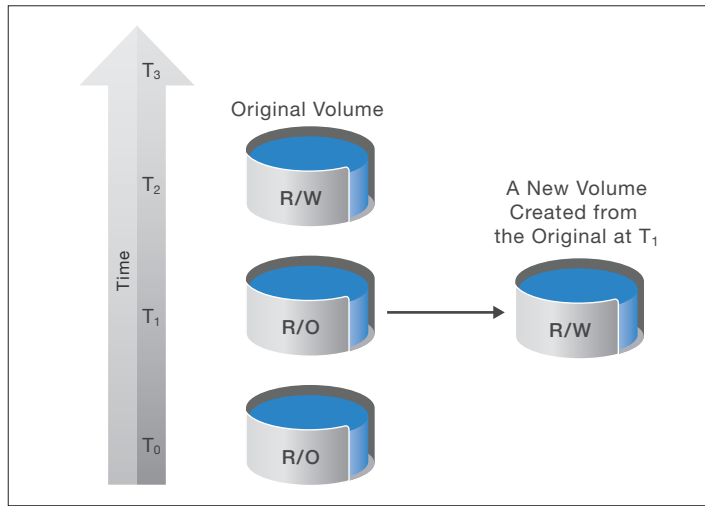 T₃
Original Volume
T₂
R/W
A New Volume
Created from
the Original at T₁
Time
T₁
R/O
R/W
T₀
R/O